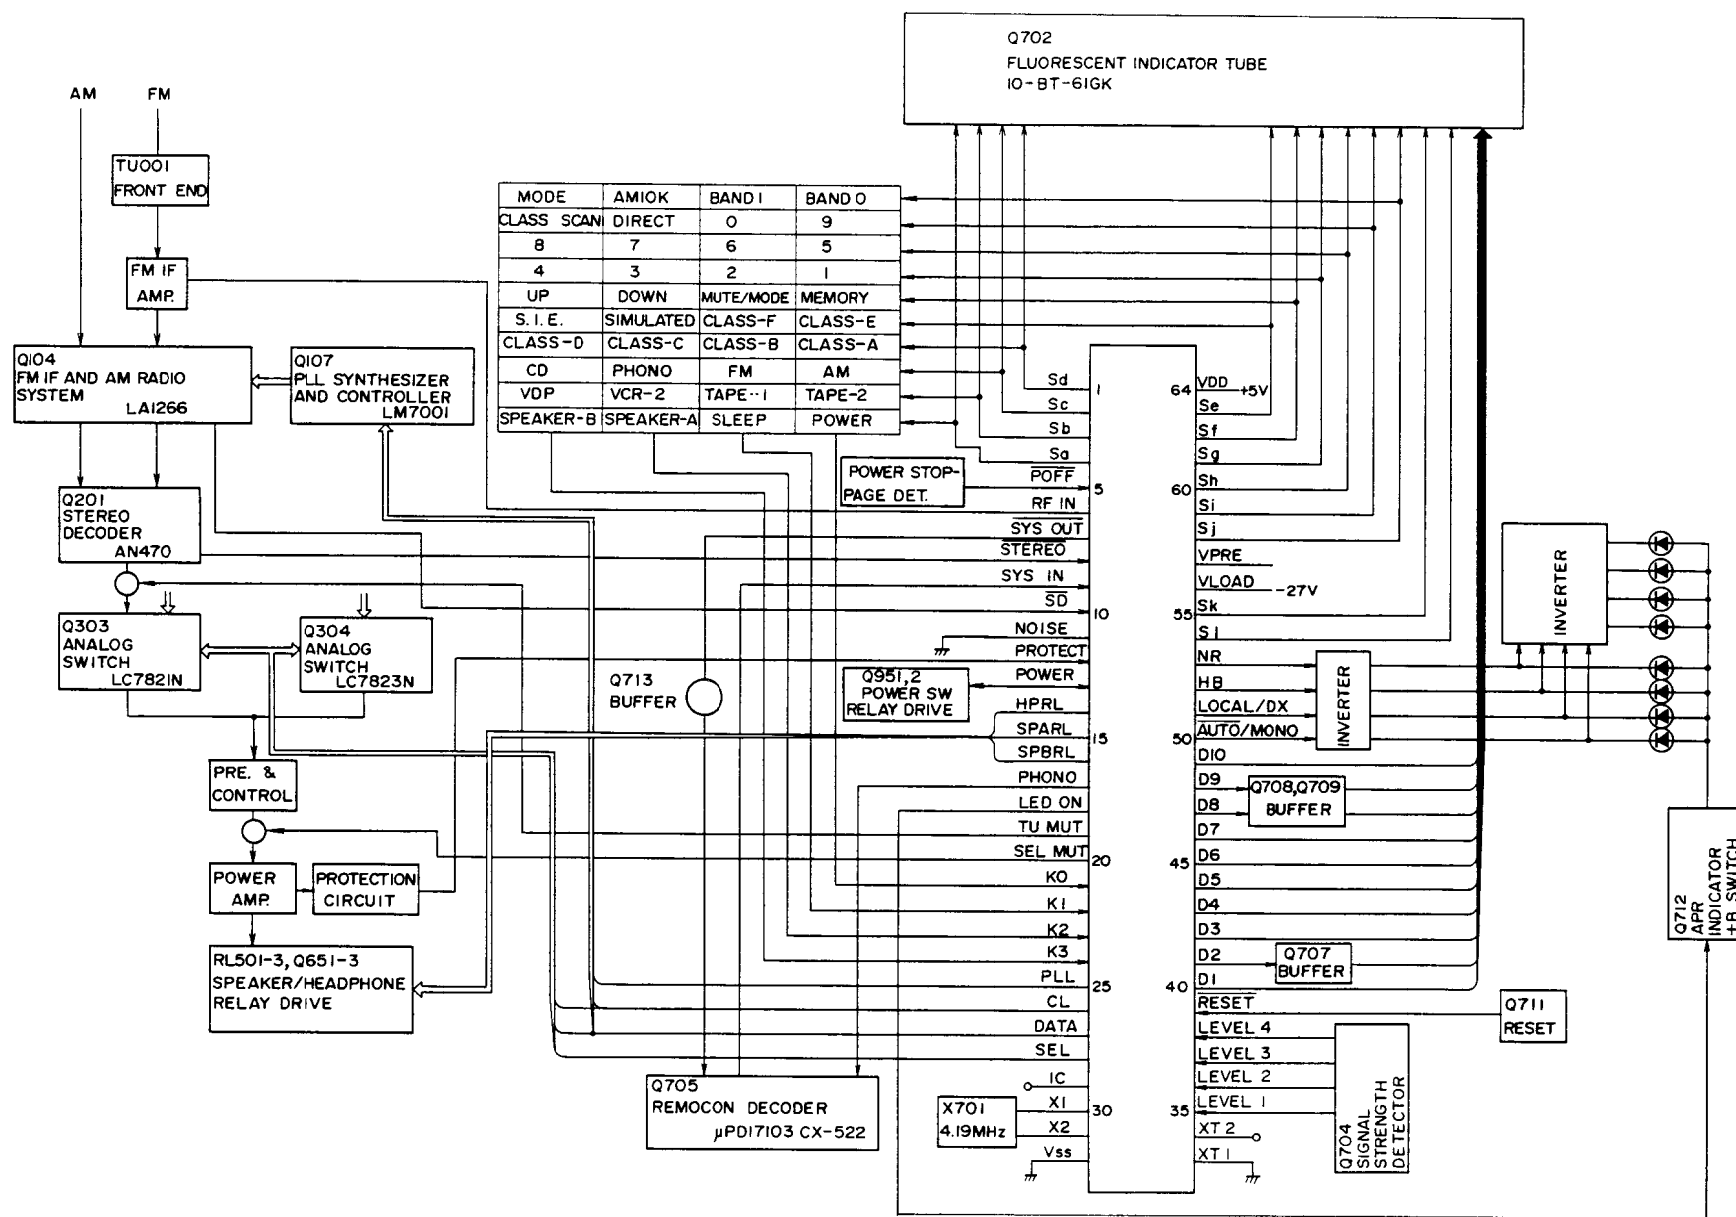 Q702
FLUORESCENT INDICATOR TUBE
10-BT-61GK
AM
FM
TU001
FRONT END
FM IF
AMP.
Q104
FM IF AND AM RADIO
SYSTEM
LA1266
Q107
PLL SYNTHESIZER
AND CONTROLLER
LM7001
Q201
STEREO
DECODER
AN470
Q303
ANALOG
SWITCH
LC7821N
Q304
ANALOG
SWITCH
LC7823N
PRE. &
CONTROL
POWER
AMP.
PROTECTION
CIRCUIT
RL501-3, Q651-3
SPEAKER/HEADPHONE
RELAY DRIVE
MODE AM10K BAND 1 BAND 0
CLASS SCAN DIRECT 0 9
8 7 6 5
4 3 2 1
UP DOWN MUTE/MODE MEMORY
S.I.E. SIMULATED CLASS-F CLASS-E
CLASS-D CLASS-C CLASS-B CLASS-A
CD PHONO FM AM
VDP VCR-2 TAPE-1 TAPE-2
SPEAKER-B SPEAKER-A SLEEP POWER
POWER STOP-
PAGE DET.
Q713
BUFFER
Q951,2
POWER SW
RELAY DRIVE
Q705
REMOCON DECODER
µPD17103 CX-522
X701
4.19MHz
Sd 1
Sc
Sb
Sa
POFF 5
RF IN
SYS OUT
STEREO
SYS IN
SD 10
NOISE
PROTECT
POWER
HPRL
SPARL 15
SPBRL
PHONO
LED ON
TU MUT
SEL MUT 20
K0
K1
K2
K3
PLL 25
CL
DATA
SEL
IC
X1 30
X2
Vss
64 VDD +5V
Se
Sf
Sg
60 Sh
Si
Sj
VPRE
VLOAD -27V
55 Sk
Sl
NR
HB
LOCAL/DX
50 AUTO/MONO
D10
D9
D8
D7
45 D6
D5
D4
D3
D2
40 D1
RESET
LEVEL 4
LEVEL 3
LEVEL 2
35 LEVEL 1
XT2
XT1
INVERTER
INVERTER
Q708,Q709
BUFFER
Q707
BUFFER
Q711
RESET
Q704
SIGNAL
STRENGTH
DETECTOR
Q712
APR
INDICATOR
+B SWITCH